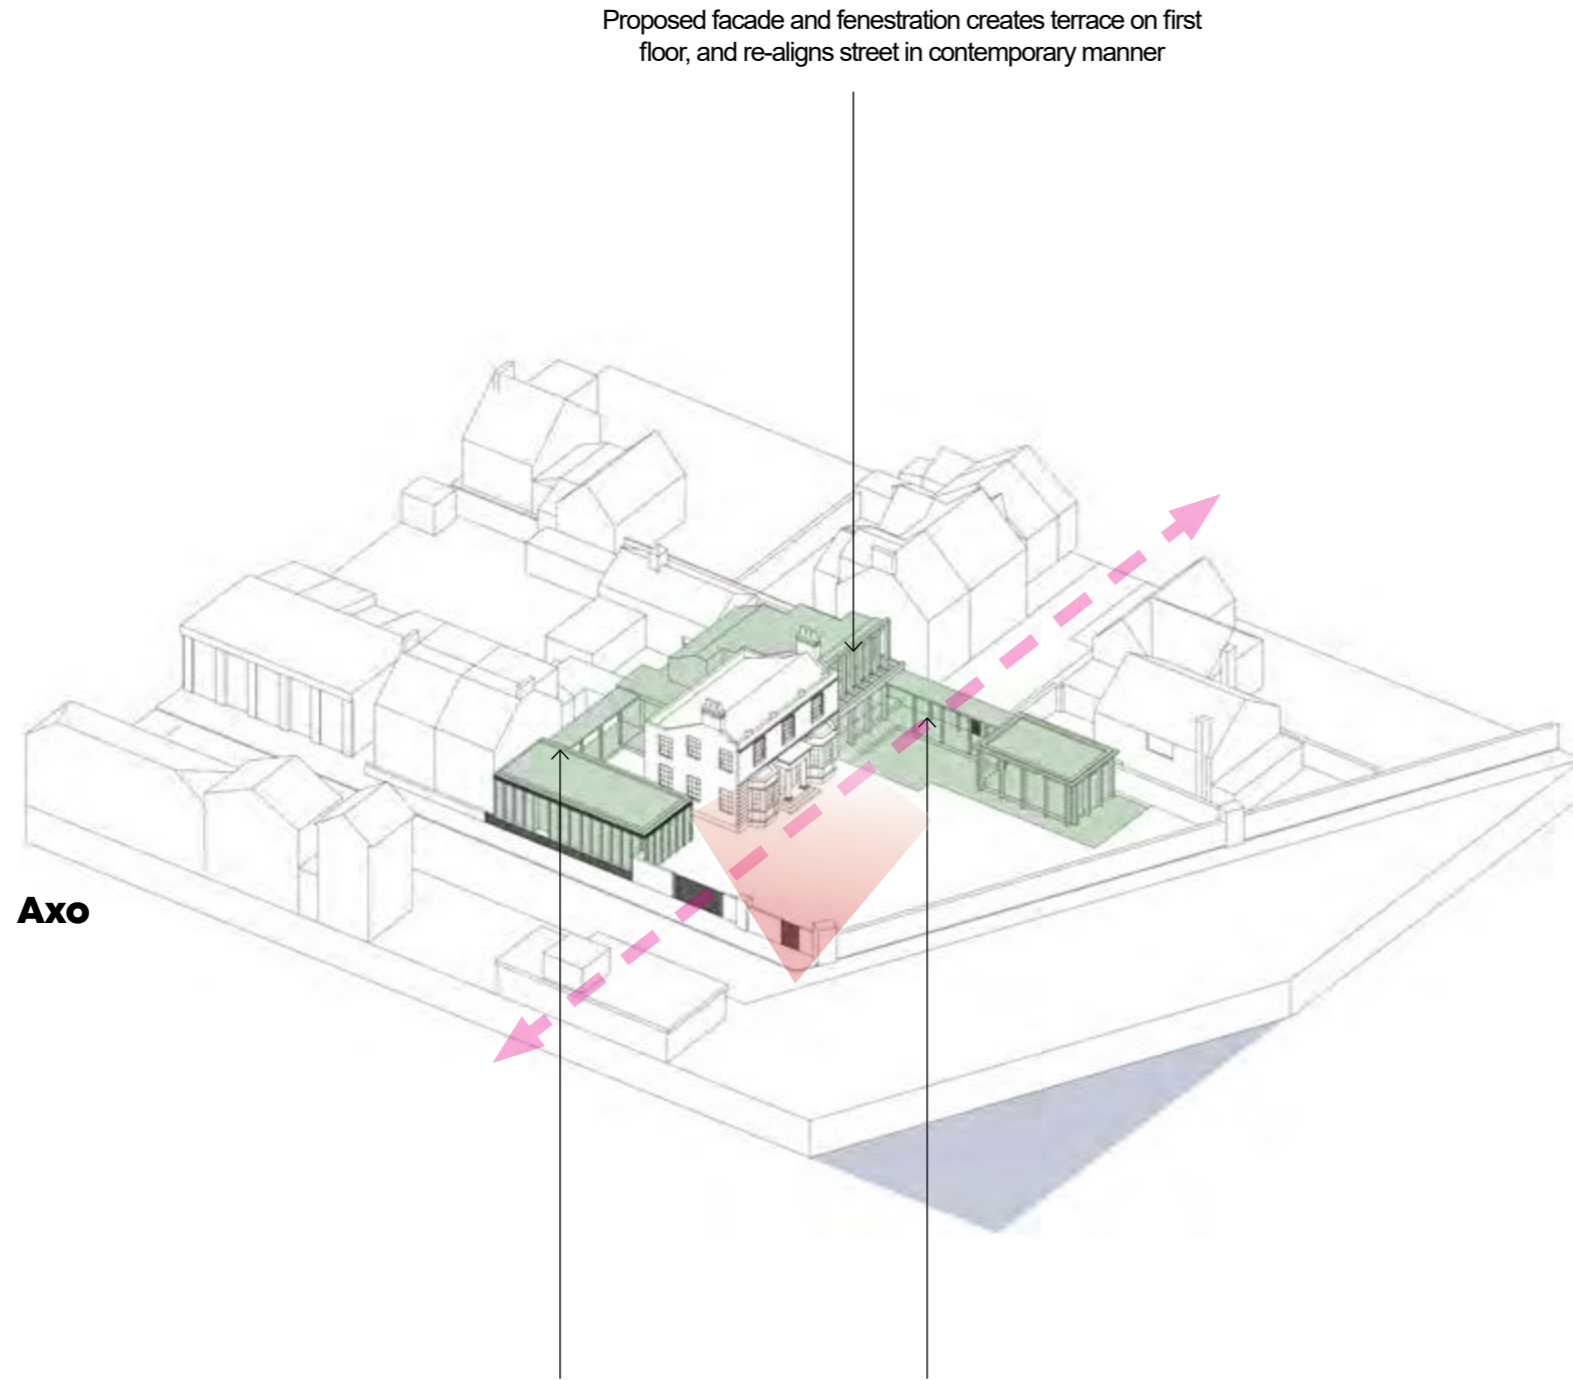 Proposed facade and fenestration creates terrace on first
floor, and re-aligns street in contemporary manner
Axo